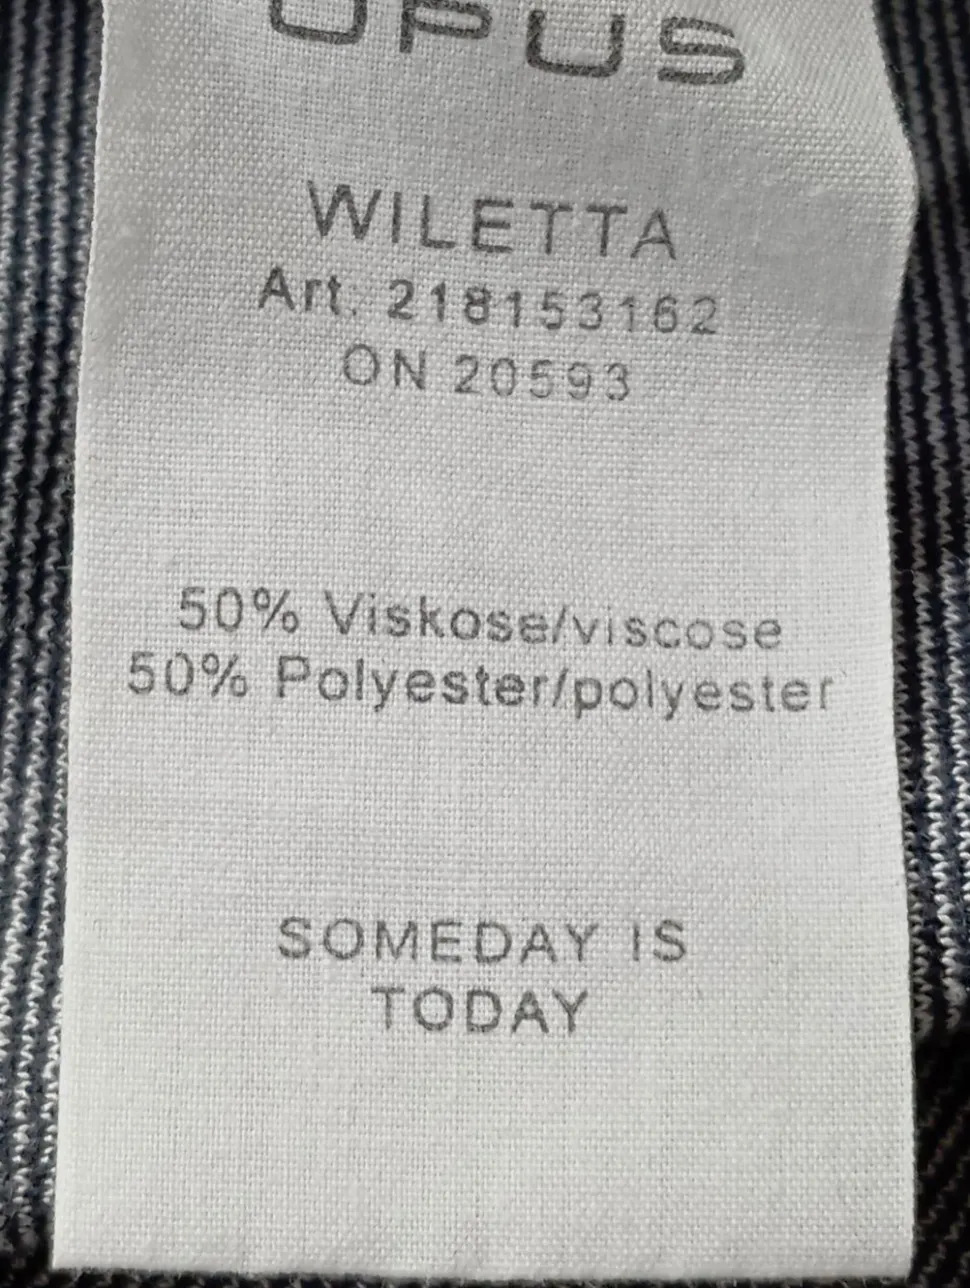 OPUS
WILETTA
Art. 218153162
ON 20593
50% Viskose/viscose
50% Polyester/polyester
SOMEDAY IS
TODAY